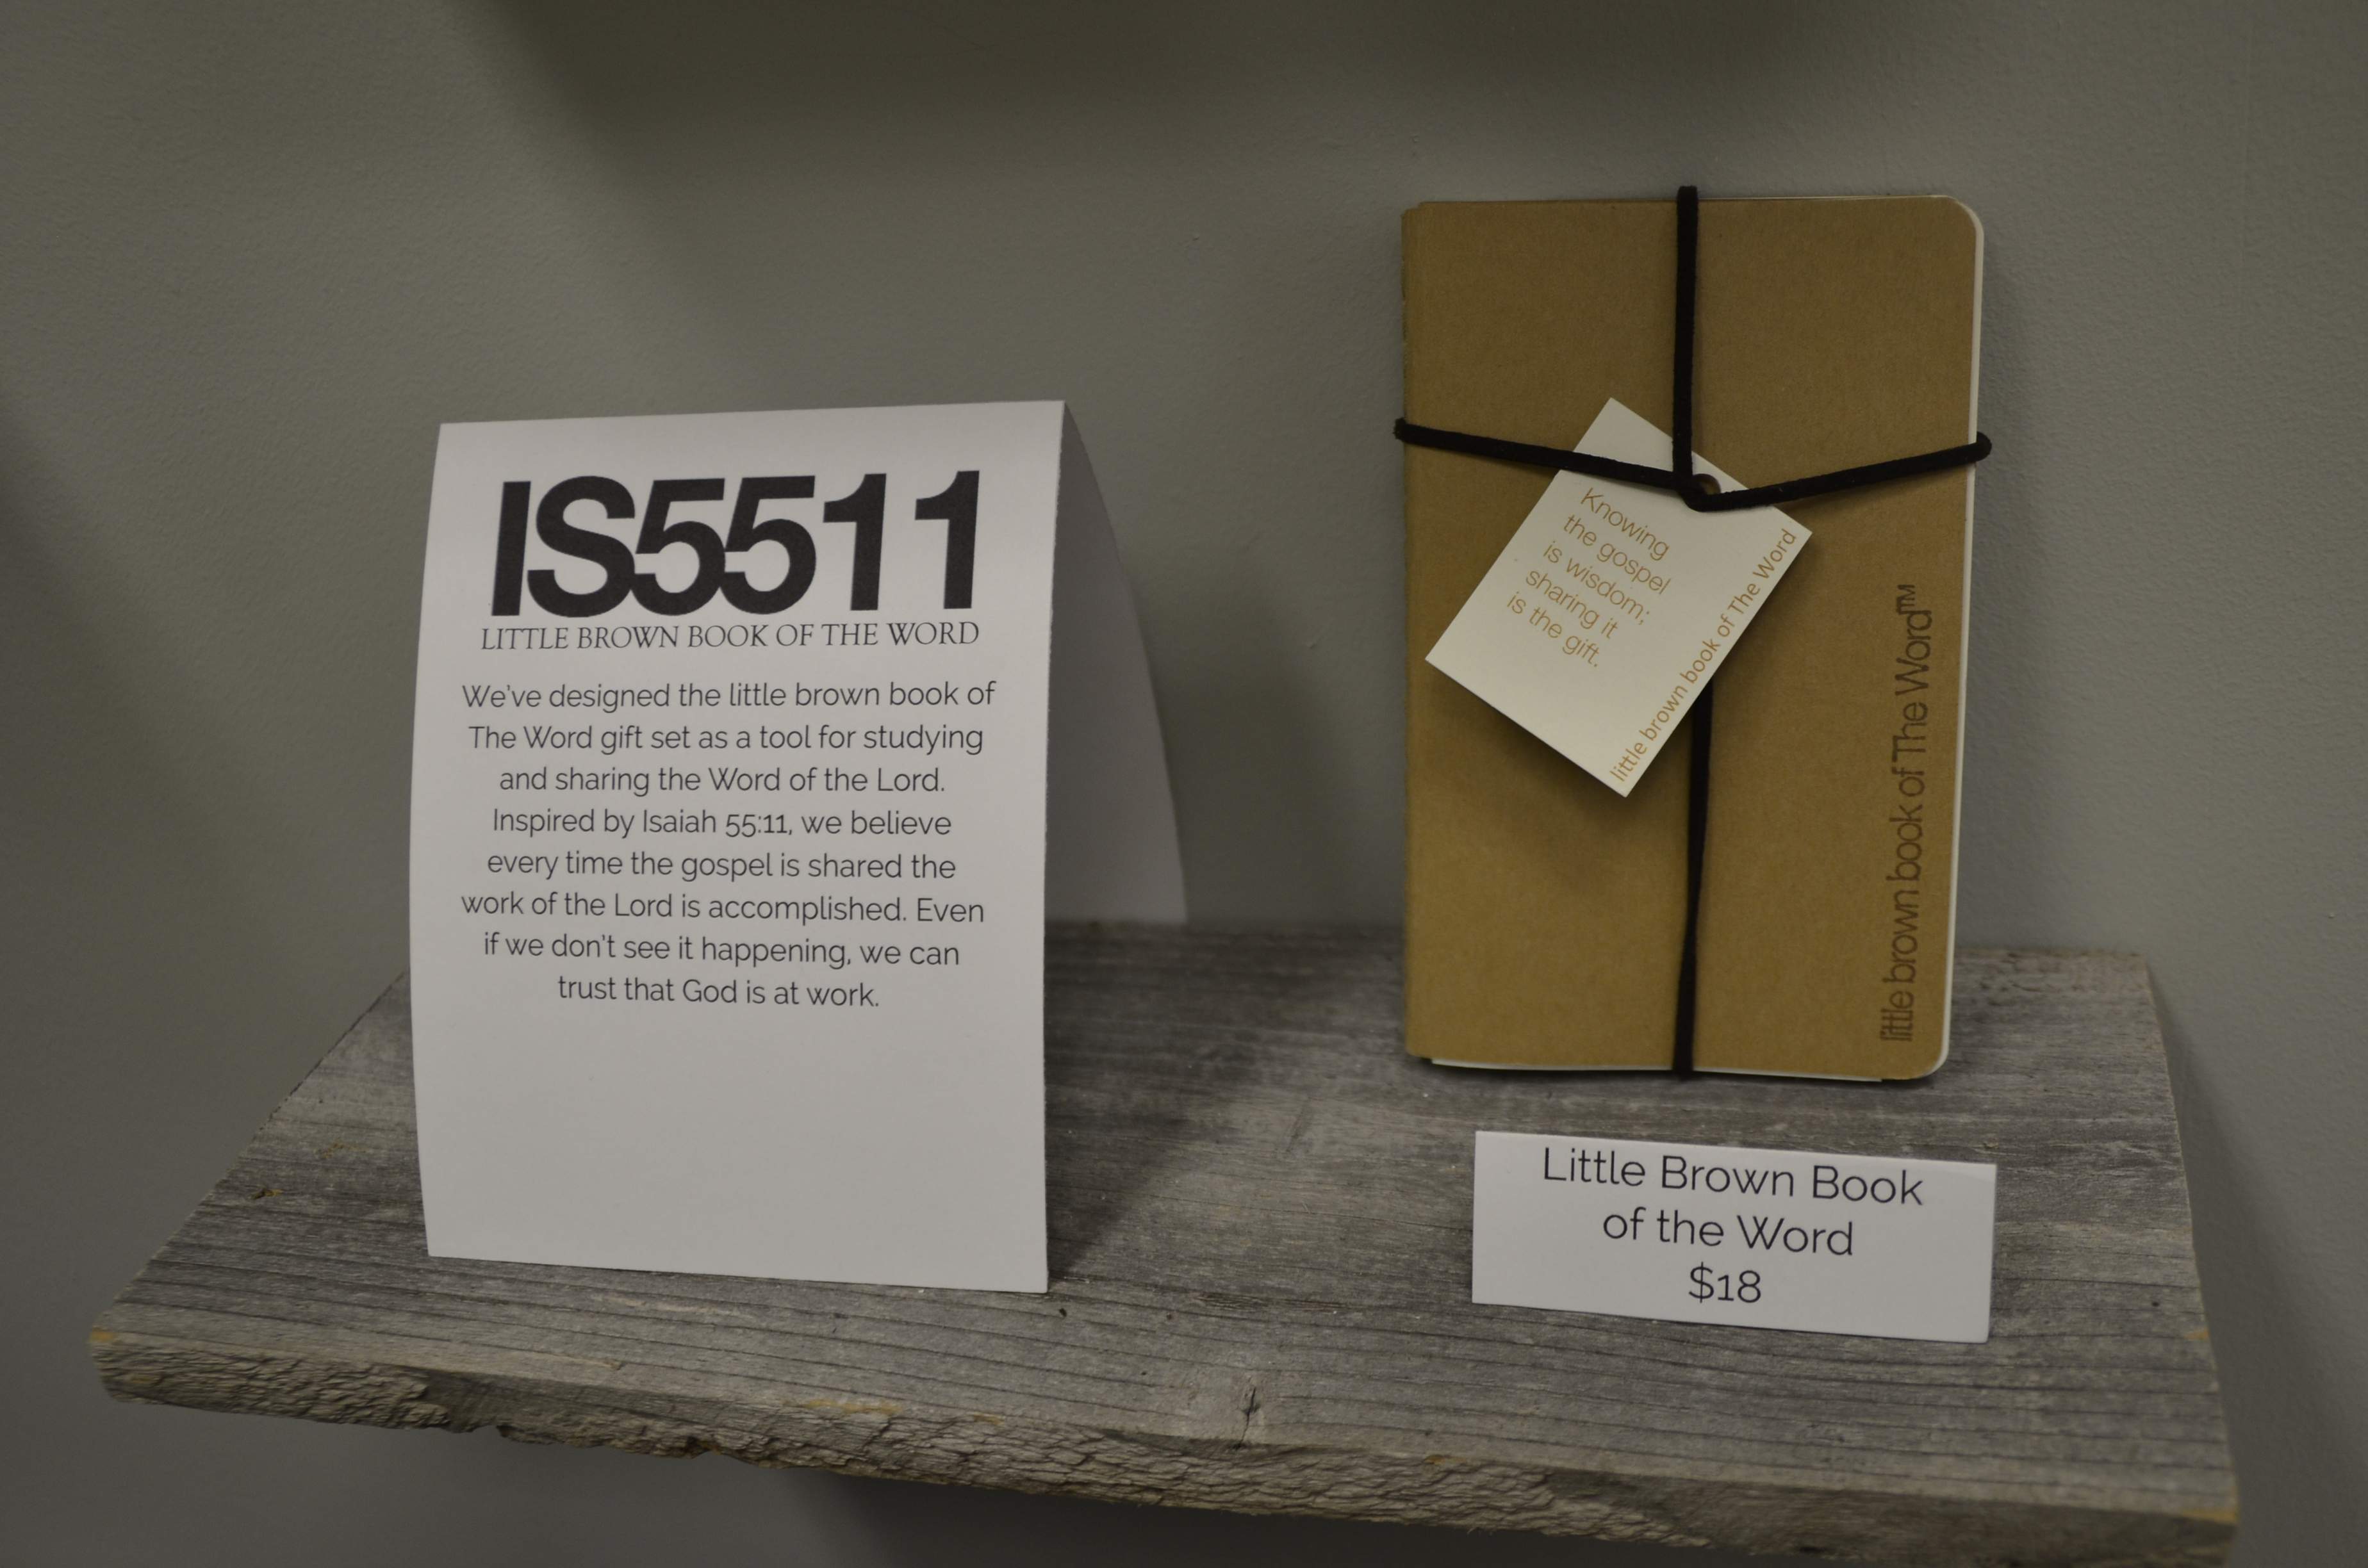 IS5511
LITTLE BROWN BOOK OF THE WORD
We've designed the little brown book of
The Word gift set as a tool for studying
and sharing the Word of the Lord.
Inspired by Isaiah 55:11, we believe
every time the gospel is shared the
work of the Lord is accomplished. Even
if we don't see it happening, we can
trust that God is at work.
Knowing
the gospel
is wisdom;
sharing it
is the gift.
little brown book of The Word
little brown book of The Word™
Little Brown Book
of the Word
$18